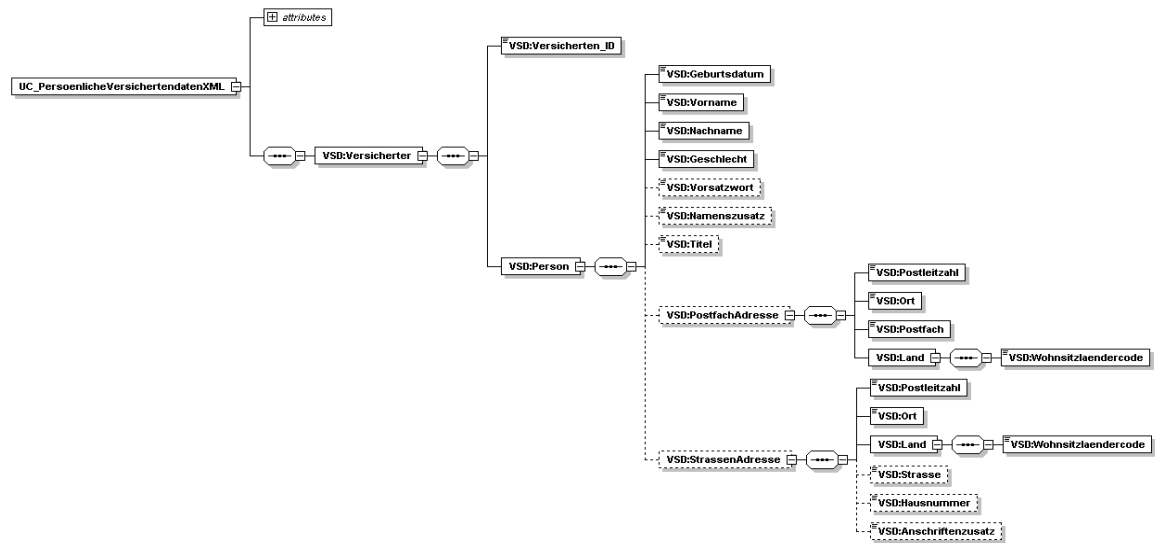 attributes
UC_PersoenlicheVersichertendatenXML
VSD:Versicherter
VSD:Versicherten_ID
VSD:Person
VSD:Geburtsdatum
VSD:Vorname
VSD:Nachname
VSD:Geschlecht
VSD:Vorsatzwort
VSD:Namenszusatz
VSD:Titel
VSD:PostfachAdresse
VSD:Postleitzahl
VSD:Ort
VSD:Postfach
VSD:Land
VSD:Wohnsitzlaendercode
VSD:StrassenAdresse
VSD:Postleitzahl
VSD:Ort
VSD:Land
VSD:Wohnsitzlaendercode
VSD:Strasse
VSD:Hausnummer
VSD:Anschriftenzusatz